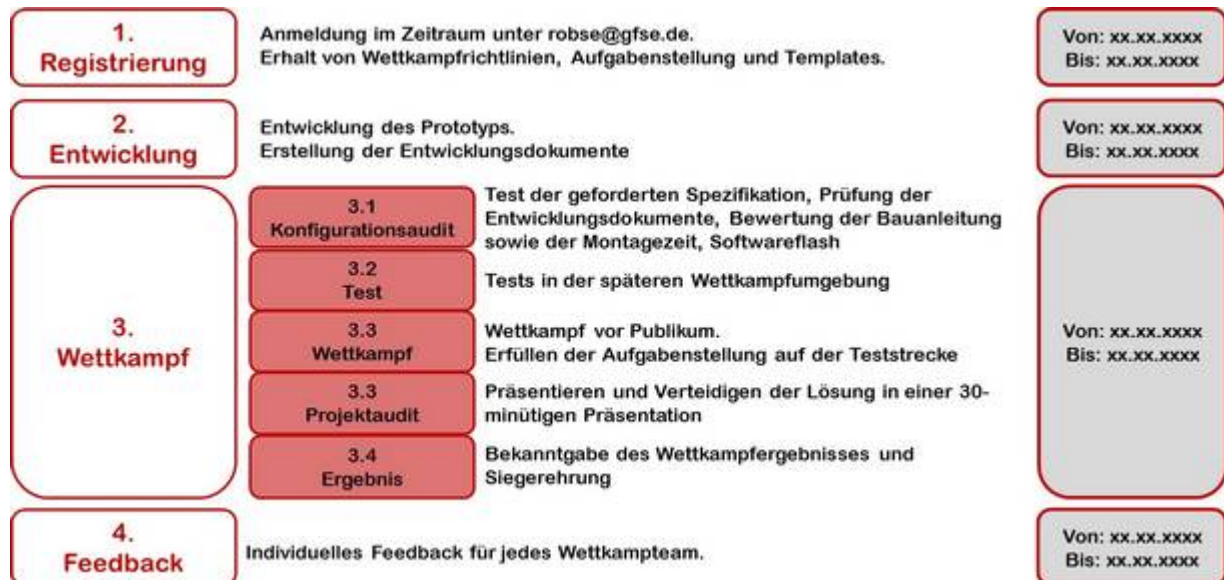 1.
Registrierung
Anmeldung im Zeitraum unter robse@gfse.de.
Erhalt von Wettkampfrichtlinien, Aufgabenstellung und Templates.
Von: xx.xx.xxxx
Bis: xx.xx.xxxx
2.
Entwicklung
Entwicklung des Prototyps.
Erstellung der Entwicklungsdokumente
Von: xx.xx.xxxx
Bis: xx.xx.xxxx
3.
Wettkampf
3.1
Konfigurationsaudit
Test der geforderten Spezifikation, Prüfung der
Entwicklungsdokumente, Bewertung der Bauanleitung
sowie der Montagezeit, Softwareflash
3.2
Test
Tests in der späteren Wettkampfumgebung
3.3
Wettkampf
Wettkampf vor Publikum.
Erfüllen der Aufgabenstellung auf der Teststrecke
3.3
Projektaudit
Präsentieren und Verteidigen der Lösung in einer 30-
minütigen Präsentation
3.4
Ergebnis
Bekanntgabe des Wettkampfergebnisses und
Siegerehrung
Von: xx.xx.xxxx
Bis: xx.xx.xxxx
4.
Feedback
Individuelles Feedback für jedes Wettkampteam.
Von: xx.xx.xxxx
Bis: xx.xx.xxxx